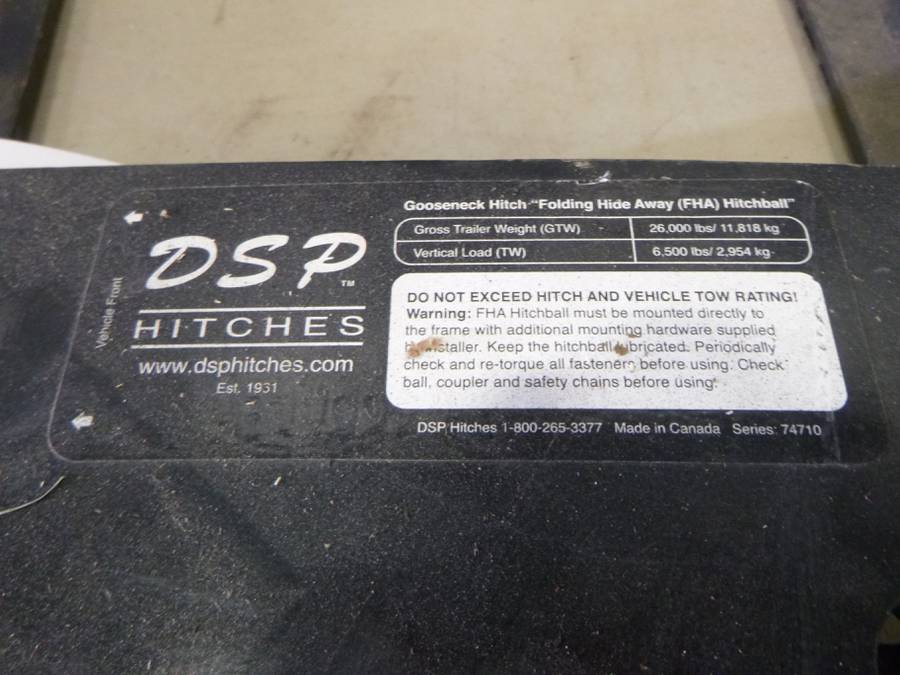 Gooseneck Hitch "Folding Hide Away (FHA) Hitchball"
Gross Trailer Weight (GTW) 26,000 lbs/ 11,818 kg
Vertical Load (TW) 6,500 lbs/ 2,954 kg
Vehicle Front
DSP™
HITCHES
www.dsphitches.com
Est. 1931
DO NOT EXCEED HITCH AND VEHICLE TOW RATING!
Warning: FHA Hitchball must be mounted directly to
the frame with additional mounting hardware supplied
by installer. Keep the hitchball lubricated. Periodically
check and re-torque all fasteners before using. Check
ball, coupler and safety chains before using.
DSP Hitches 1-800-265-3377 Made in Canada Series: 74710